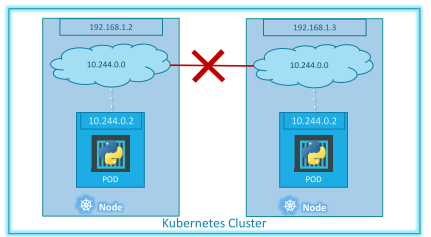 192.168.1.2
10.244.0.0
10.244.0.2
POD
Node
192.168.1.3
10.244.0.0
10.244.0.2
POD
Node
Kubernetes Cluster